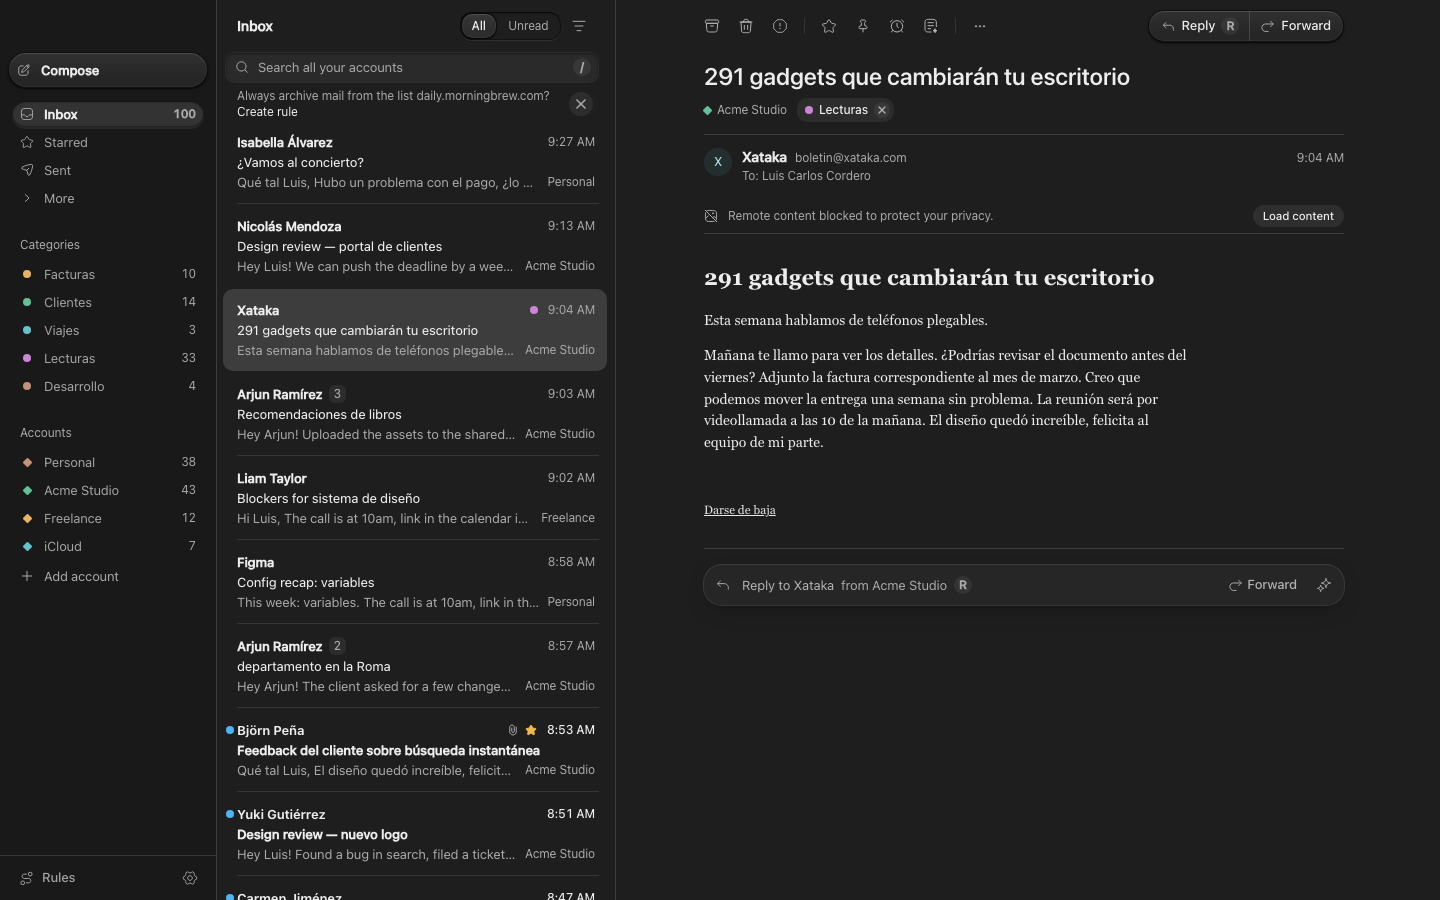 Compose
Inbox 100
Starred
Sent
More
Categories
Facturas 10
Clientes 14
Viajes 3
Lecturas 33
Desarrollo 4
Accounts
Personal 38
Acme Studio 43
Freelance 12
iCloud 7
Add account
Rules
Inbox All Unread
Search all your accounts /
Always archive mail from the list daily.morningbrew.com?
Create rule
Isabella Álvarez 9:27 AM
¿Vamos al concierto?
Qué tal Luis, Hubo un problema con el pago, ¿lo ... Personal
Nicolás Mendoza 9:13 AM
Design review — portal de clientes
Hey Luis! We can push the deadline by a wee... Acme Studio
Xataka 9:04 AM
291 gadgets que cambiarán tu escritorio
Esta semana hablamos de teléfonos plegable... Acme Studio
Arjun Ramírez 3 9:03 AM
Recomendaciones de libros
Hey Arjun! Uploaded the assets to the shared... Acme Studio
Liam Taylor 9:02 AM
Blockers for sistema de diseño
Hi Luis, The call is at 10am, link in the calendar i... Freelance
Figma 8:58 AM
Config recap: variables
This week: variables. The call is at 10am, link in th... Personal
Arjun Ramírez 2 8:57 AM
departamento en la Roma
Hey Arjun! The client asked for a few change... Acme Studio
Björn Peña 8:53 AM
Feedback del cliente sobre búsqueda instantánea
Qué tal Luis, El diseño quedó increíble, felicit... Acme Studio
Yuki Gutiérrez 8:51 AM
Design review — nuevo logo
Hey Luis! Found a bug in search, filed a ticket... Acme Studio
Carmen Jiménez 8:47 AM
Reply R Forward
291 gadgets que cambiarán tu escritorio
Acme Studio Lecturas
X Xataka boletin@xataka.com 9:04 AM
To: Luis Carlos Cordero
Remote content blocked to protect your privacy. Load content
291 gadgets que cambiarán tu escritorio
Esta semana hablamos de teléfonos plegables.
Mañana te llamo para ver los detalles. ¿Podrías revisar el documento antes del
viernes? Adjunto la factura correspondiente al mes de marzo. Creo que
podemos mover la entrega una semana sin problema. La reunión será por
videollamada a las 10 de la mañana. El diseño quedó increíble, felicita al
equipo de mi parte.
Darse de baja
Reply to Xataka from Acme Studio R Forward